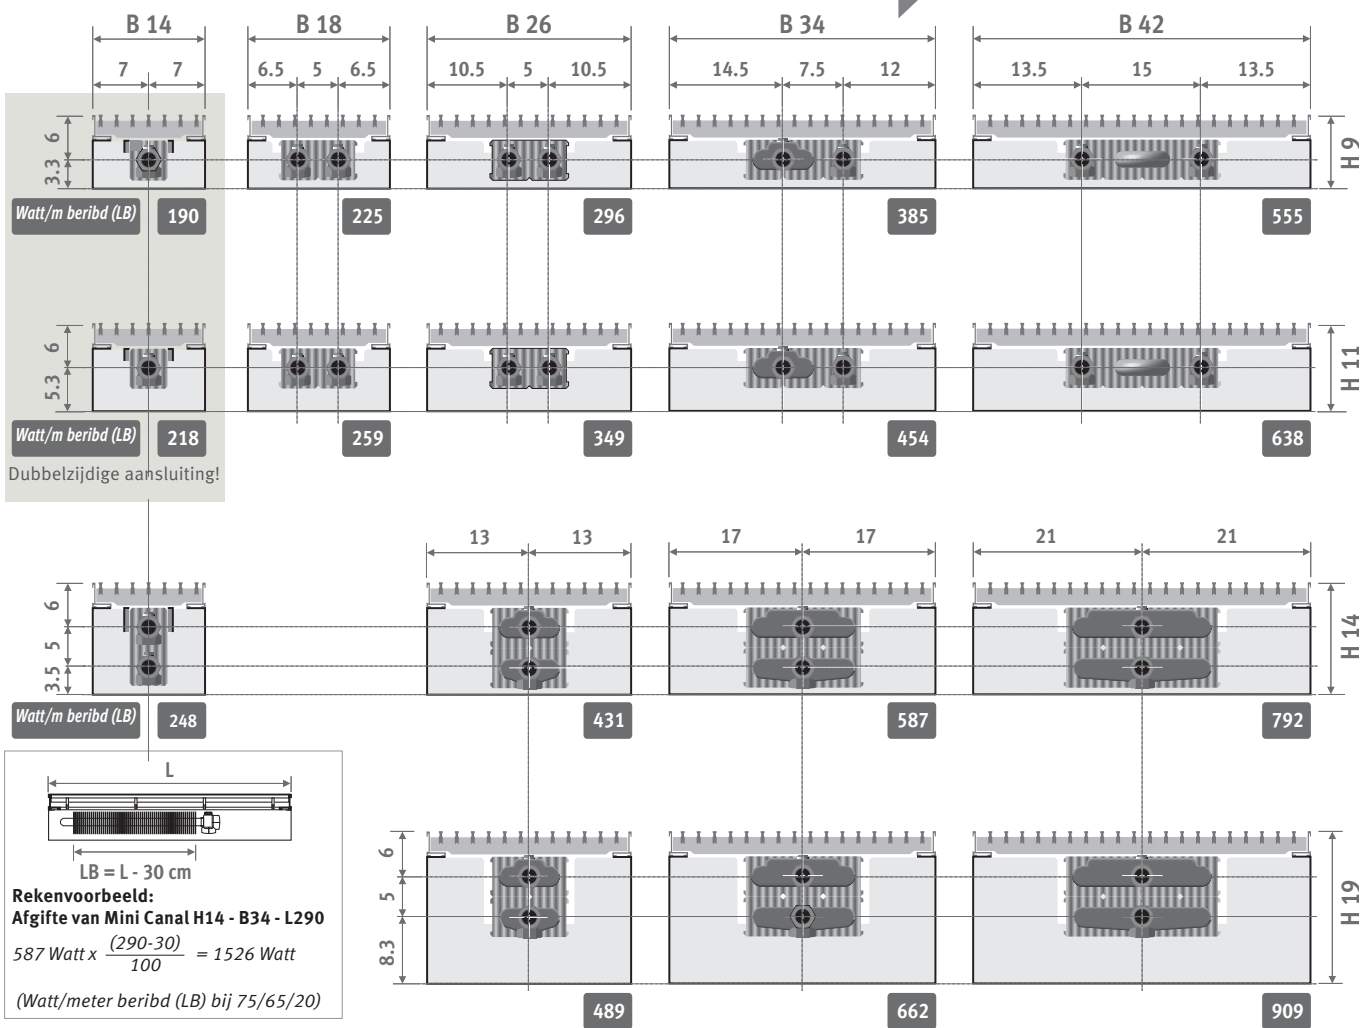 B 14 B 18 B 26 B 34 B 42
7 7 6.5 5 6.5 10.5 5 10.5 14.5 7.5 12 13.5 15 13.5
6
3.3
H 9
Watt/m beribd (LB) 190 225 296 385 555
6
5.3
H 11
Watt/m beribd (LB) 218 259 349 454 638
Dubbelzijdige aansluiting!
13 13 17 17 21 21
6
5
3.5
H 14
Watt/m beribd (LB) 248 431 587 792
L
LB = L - 30 cm
Rekenvoorbeeld:
Afgifte van Mini Canal H14 - B34 - L290
587 Watt x (290-30) = 1526 Watt
100
(Watt/meter beribd (LB) bij 75/65/20)
6
5
8.3
H 19
489 662 909